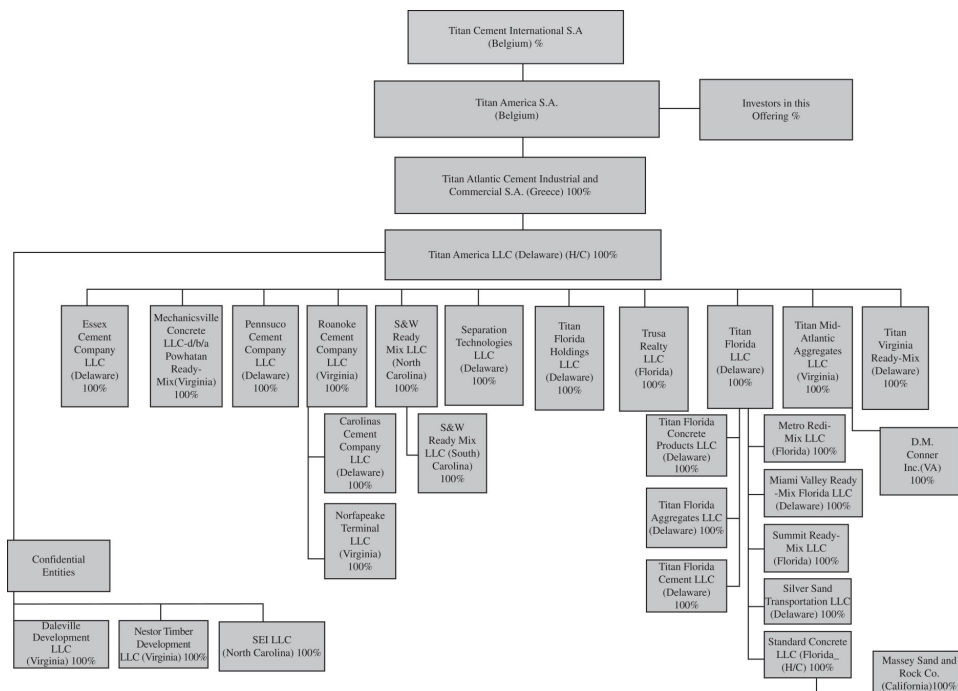 Titan Cement International S.A
(Belgium) %
Titan America S.A.
(Belgium)
Investors in this
Offering %
Titan Atlantic Cement Industrial and
Commercial S.A. (Greece) 100%
Titan America LLC (Delaware) (H/C) 100%
Essex
Cement
Company
LLC
(Delaware)
100%
Mechanicsville
Concrete
LLC-d/b/a
Powhatan
Ready-
Mix(Virginia)
100%
Pennsuco
Cement
Company
LLC
(Delaware)
100%
Roanoke
Cement
Company
LLC
(Virginia)
100%
S&W
Ready
Mix LLC
(North
Carolina)
100%
Separation
Technologies
LLC
(Delaware)
100%
Titan
Florida
Holdings
LLC
(Delaware)
100%
Trusa
Realty
LLC
(Florida)
100%
Titan
Florida
LLC
(Delaware)
100%
Titan Mid-
Atlantic
Aggregates
LLC
(Virginia)
100%
Titan
Virginia
Ready-Mix
(Delaware)
100%
Carolinas
Cement
Company
LLC
(Delaware)
100%
S&W
Ready Mix
LLC (South)
Carolina)
100%
Titan Florida
Concrete
Products LLC
(Delaware)
100%
Metro Redi-
Mix LLC
(Florida) 100%
D.M.
Conner
Inc.(VA)
100%
Miami Valley Ready
-Mix Florida LLC
(Delaware) 100%
Norfapeake
Terminal
LLC
(Virginia)
100%
Titan Florida
Aggregates LLC
(Delaware) 100%
Summit Ready-
Mix LLC
(Florida) 100%
Confidential
Entities
Titan Florida
Cement LLC
(Delaware)
100%
Silver Sand
Transportation LLC
(Delaware) 100%
Daleville
Development
LLC
(Virginia) 100%
Nestor Timber
Development
LLC (Virginia) 100%
SEI LLC
(North Carolina) 100%
Standard Concrete
LLC (Florida_
(H/C) 100%
Massey Sand and
Rock Co.
(California)100%